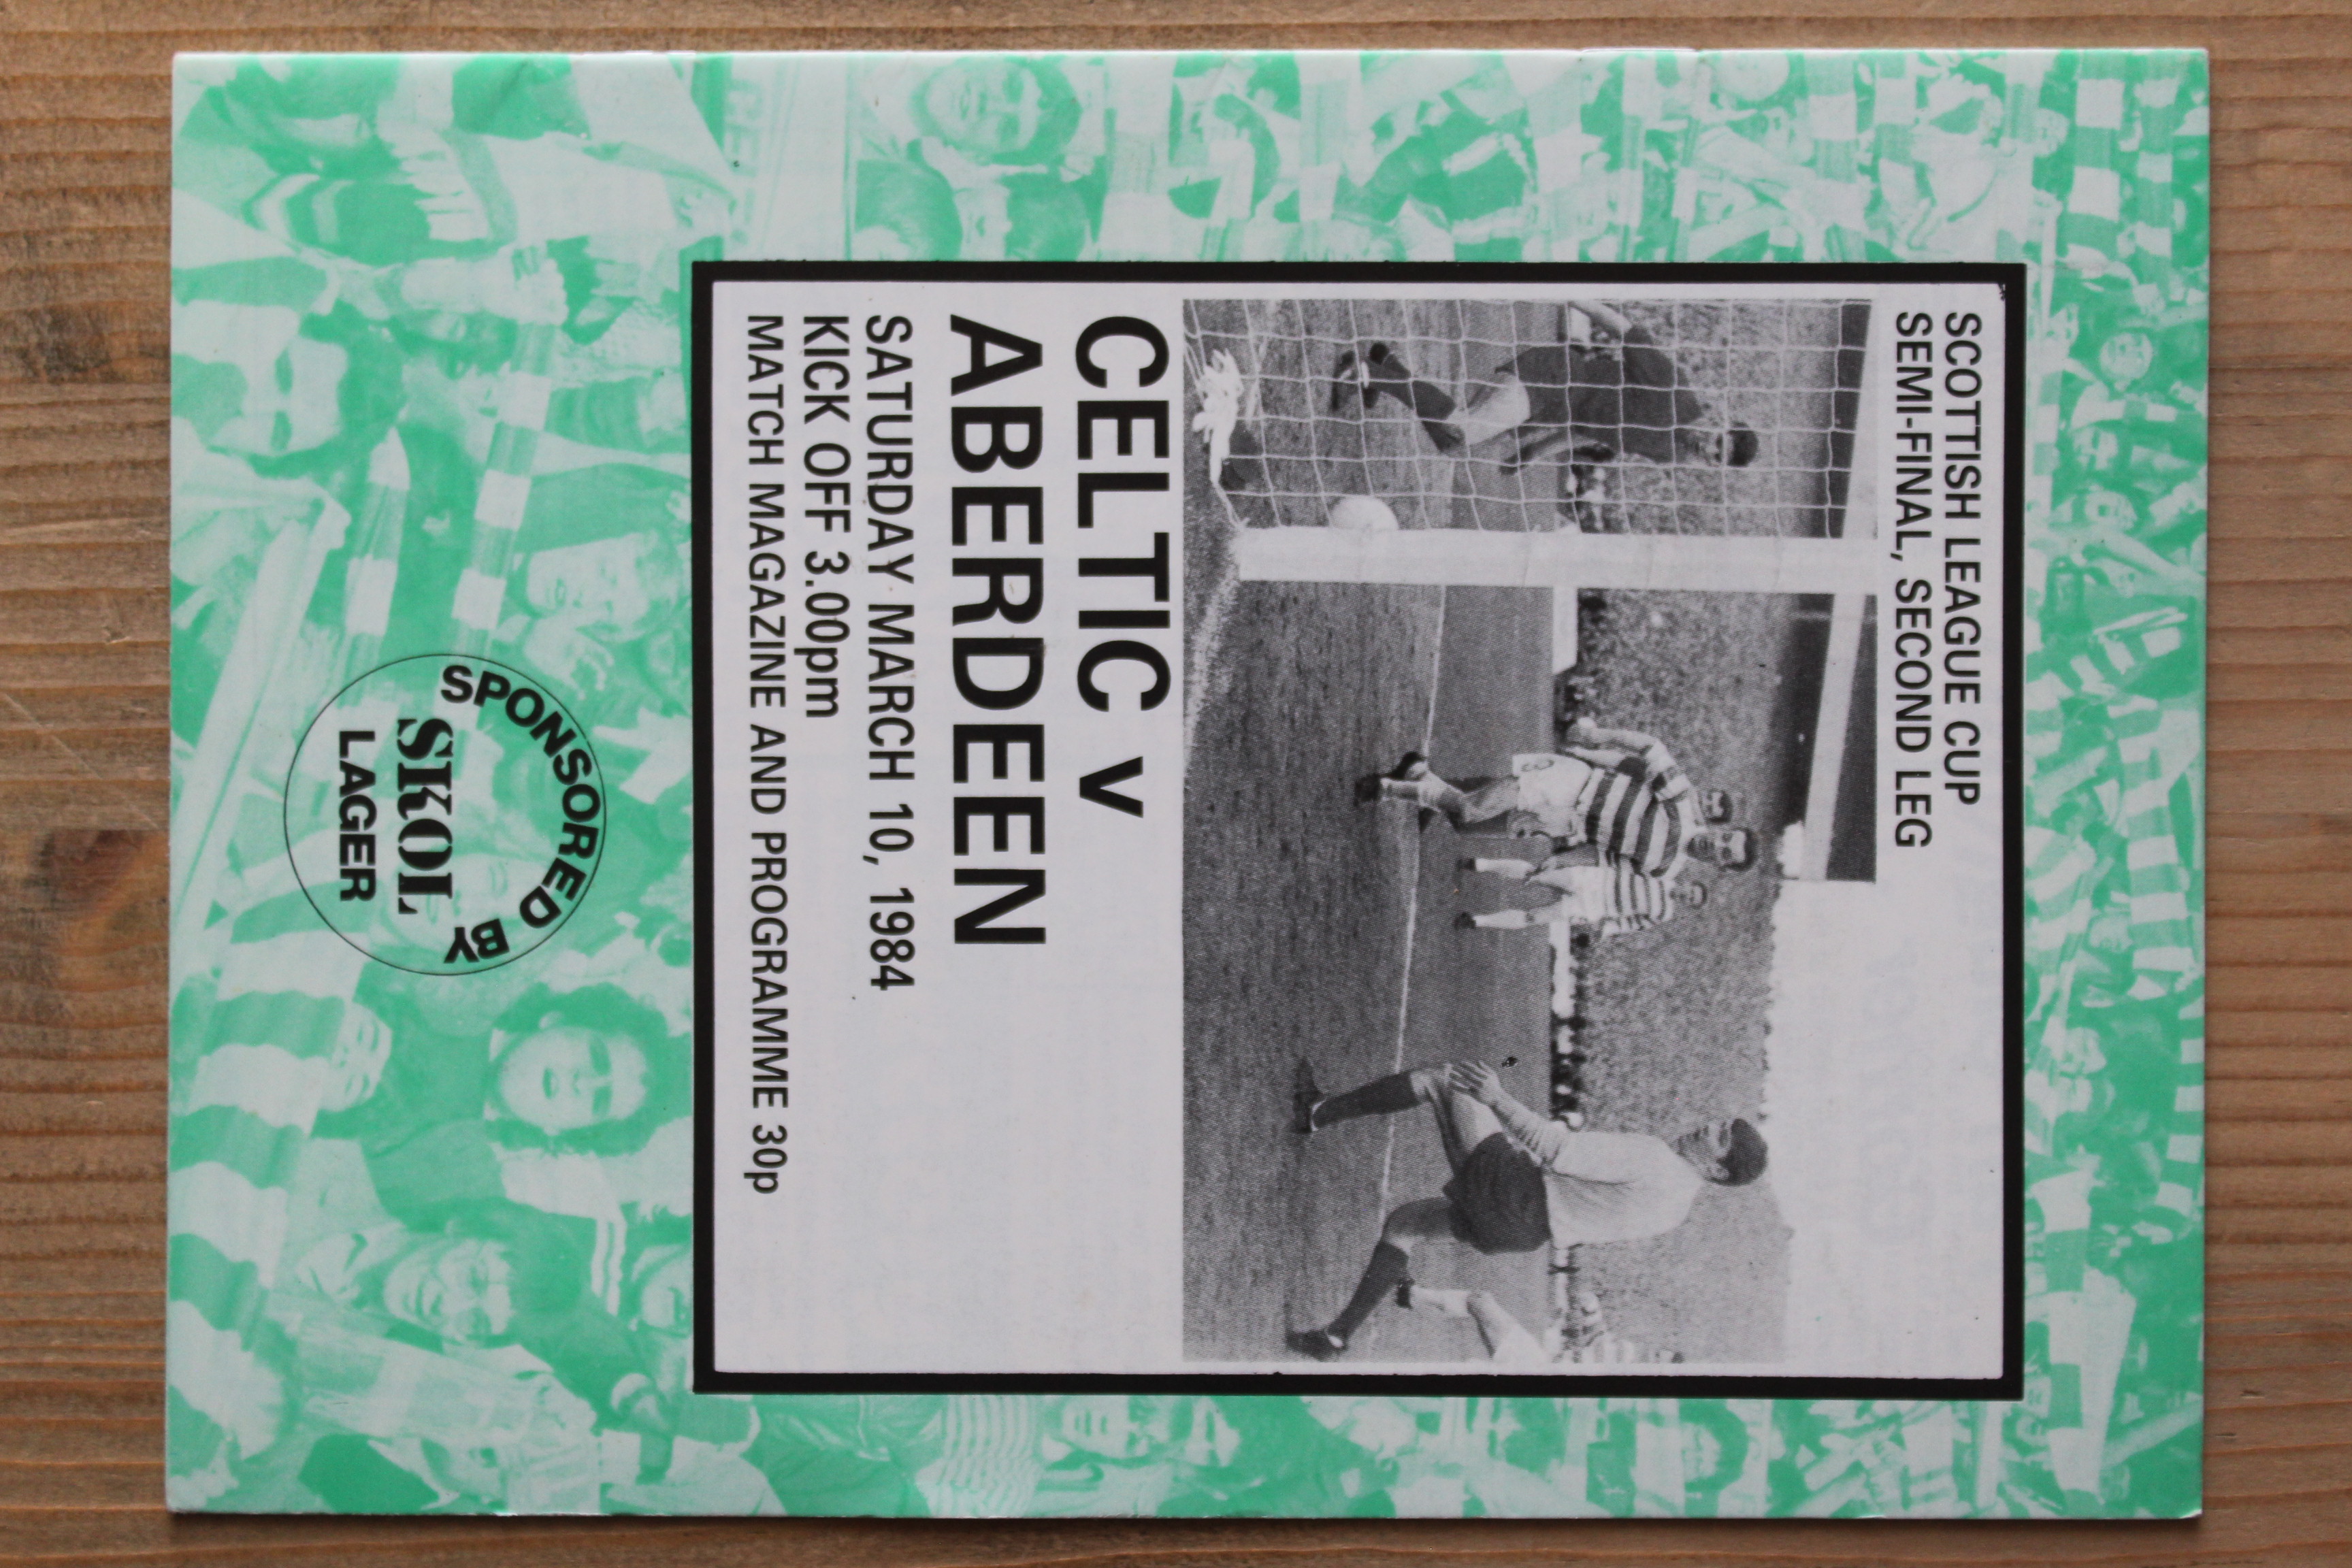 SCOTTISH LEAGUE CUP
SEMI-FINAL, SECOND LEG
CELTIC v
ABERDEEN
SATURDAY MARCH 10, 1984
KICK OFF 3.00pm
MATCH MAGAZINE AND PROGRAMME 30p
SPONSORED BY
SKOL
LAGER